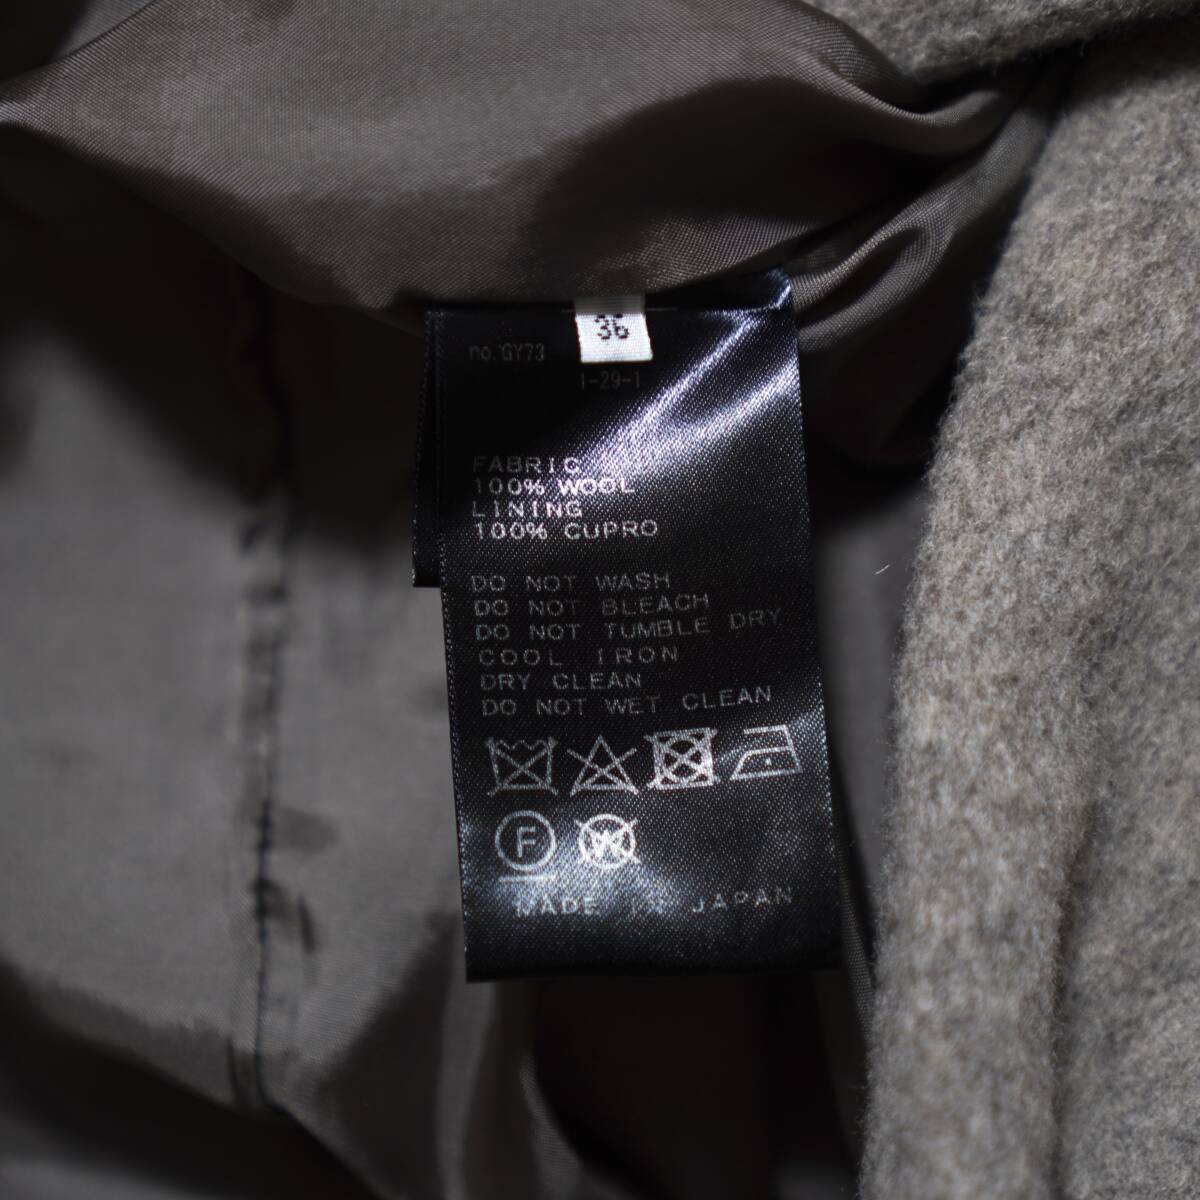 36
no.'GY73
1-29-1
FABRIC
100% WOOL
LINING
100% CUPRO
DO NOT WASH
DO NOT BLEACH
DO NOT TUMBLE DRY
COOL IRON
DRY CLEAN
DO NOT WET CLEAN
F W
MADE IN JAPAN